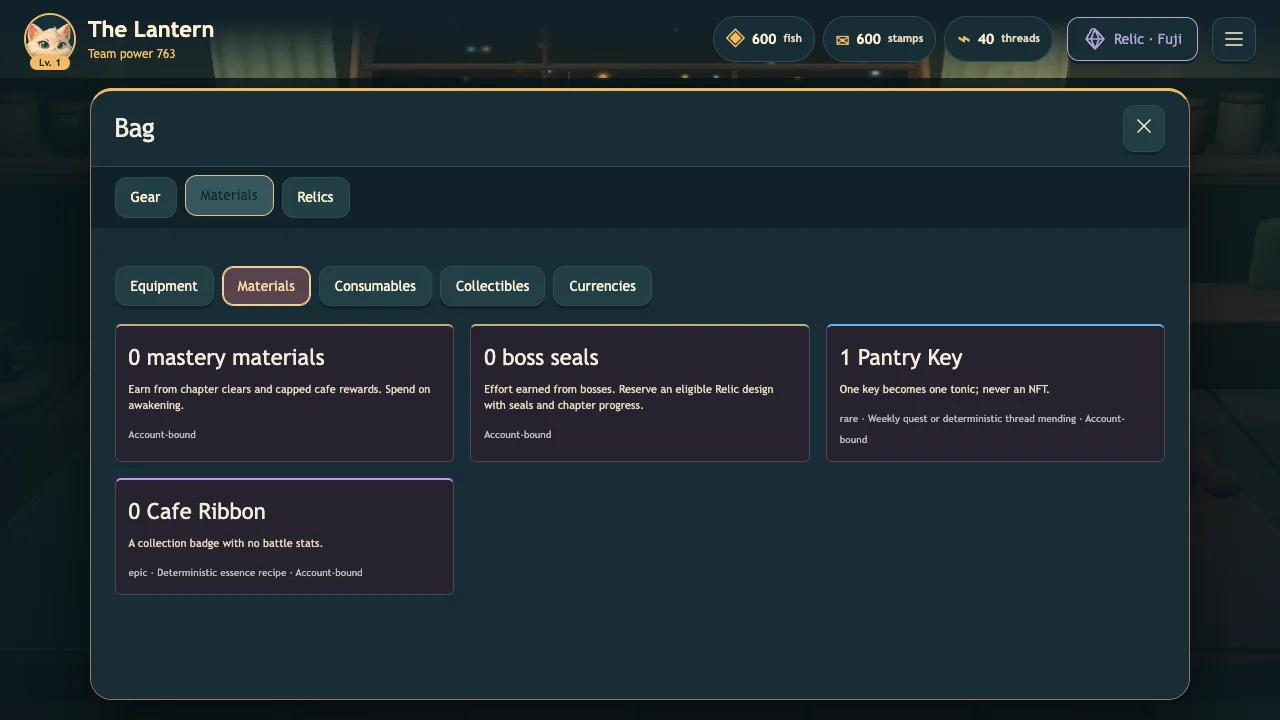 The Lantern
Team power 763
Lv. 1
600 fish
600 stamps
40 threads
Relic · Fuji
Bag
Gear
Materials
Relics
Equipment
Materials
Consumables
Collectibles
Currencies
0 mastery materials
Earn from chapter clears and capped cafe rewards. Spend on
awakening.
Account-bound
0 boss seals
Effort earned from bosses. Reserve an eligible Relic design
with seals and chapter progress.
Account-bound
1 Pantry Key
One key becomes one tonic; never an NFT.
rare · Weekly quest or deterministic thread mending · Account-
bound
0 Cafe Ribbon
A collection badge with no battle stats.
epic · Deterministic essence recipe · Account-bound